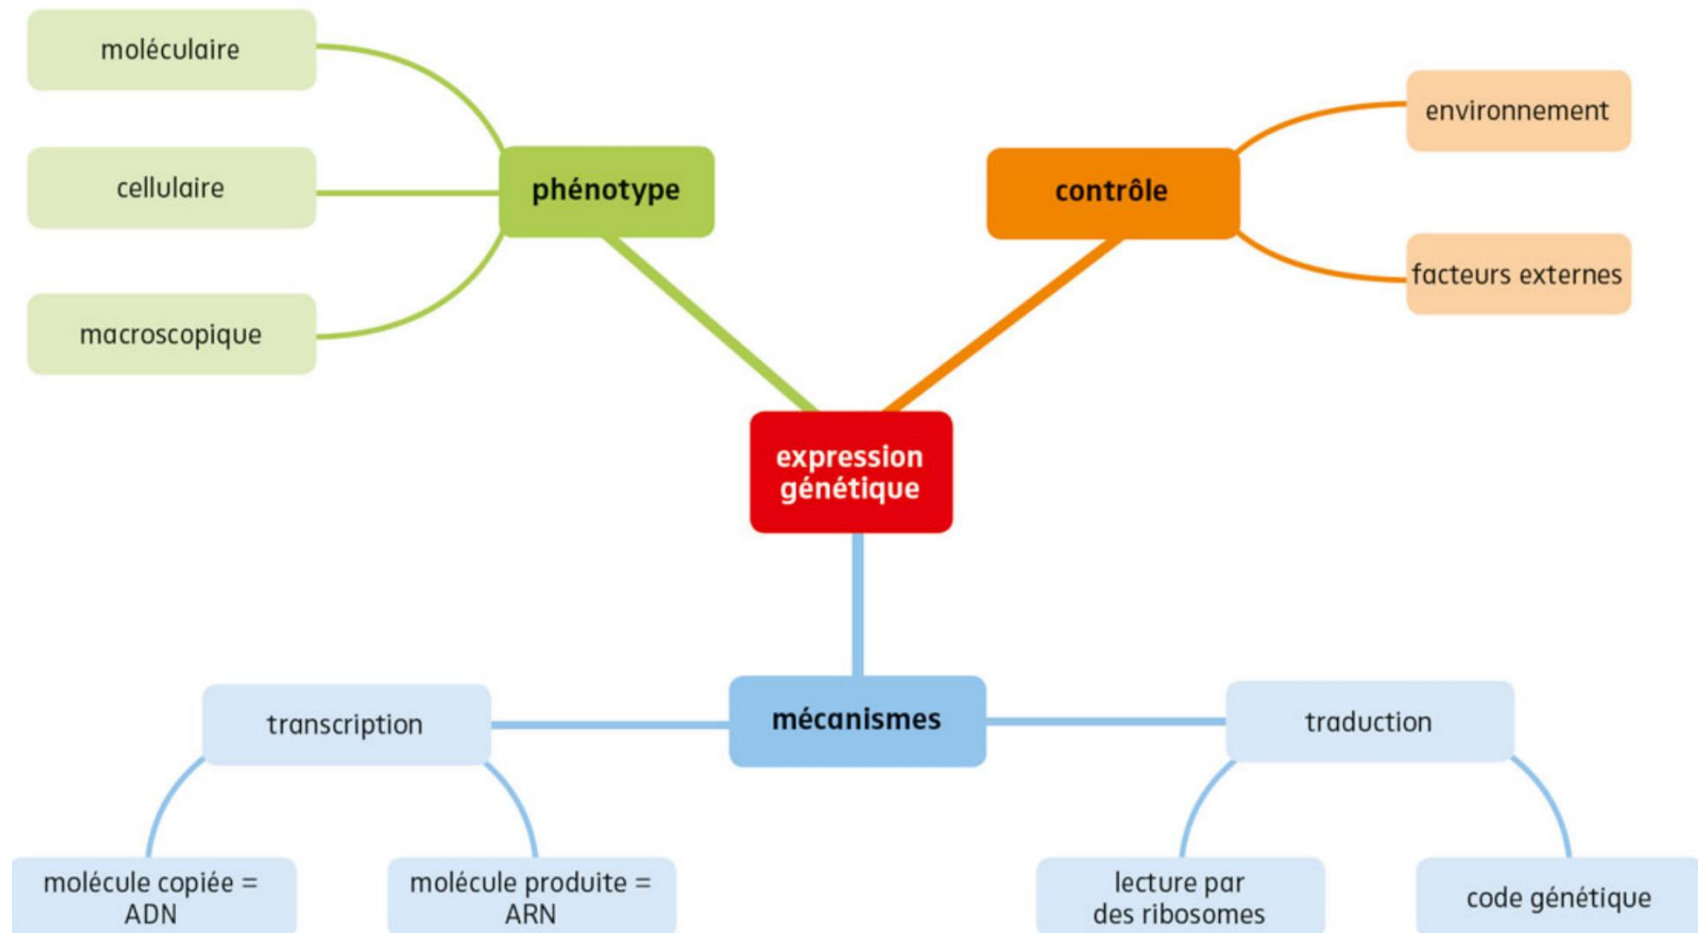 moléculaire
environnement
cellulaire
phénotype
contrôle
facteurs externes
macroscopique
expression
génétique
transcription
mécanismes
traduction
molécule copiée =
ADN
molécule produite =
ARN
lecture par
des ribosomes
code génétique